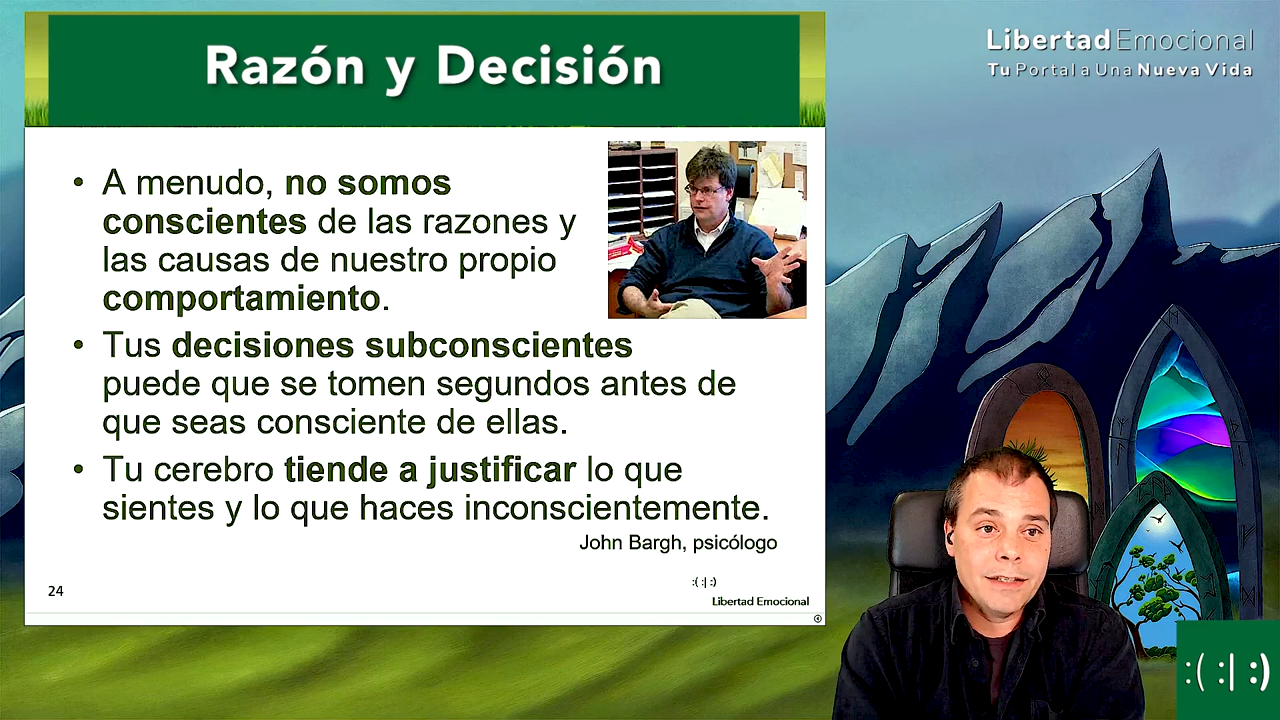 Razón y Decisión
• A menudo, no somos
conscientes de las razones y
las causas de nuestro propio
comportamiento.
• Tus decisiones subconscientes
puede que se tomen segundos antes de
que seas consciente de ellas.
• Tu cerebro tiende a justificar lo que
sientes y lo que haces inconscientemente.
John Bargh, psicólogo
24
:( :| :)
Libertad Emocional
LibertadEmocional
Tu Portal a Una Nueva Vida
:( :| :)